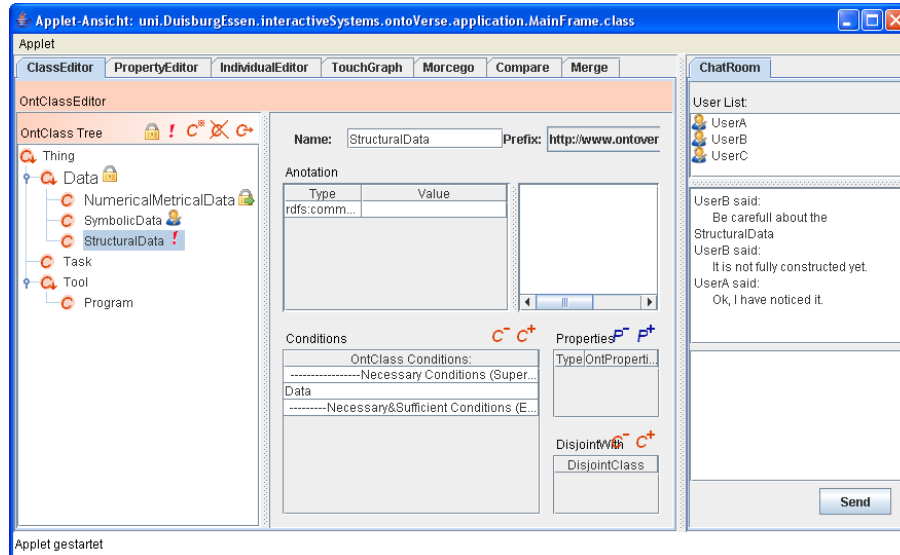 Applet-Ansicht: uni.DuisburgEssen.interactiveSystems.ontoVerse.application.MainFrame.class
Applet
ClassEditor PropertyEditor IndividualEditor TouchGraph Morcego Compare Merge
OntClassEditor
OntClass Tree
Thing
Data
NumericalMetricalData
SymbolicData
StructuralData
Task
Tool
Program
Name: StructuralData Prefix: http://www.ontover
Anotation
Type Value
rdfs:comm...
Conditions
OntClass Conditions:
-----------------Necessary Conditions (Super...
Data
---------Necessary&Sufficient Conditions (E...
Properties
Type OntProperti...
DisjointWith
DisjointClass
ChatRoom
User List:
UserA
UserB
UserC
UserB said:
Be carefull about the
StructuralData
UserB said:
It is not fully constructed yet.
UserA said:
Ok, I have noticed it.
Send
Applet gestartet